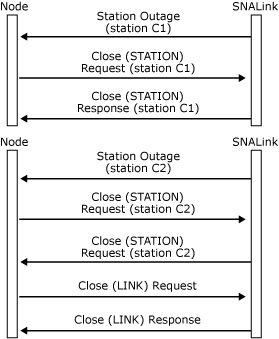 Node SNALink
Station Outage
(station C1)
Close (STATION)
Request (station C1)
Close (STATION)
Response (station C1)
Node SNALink
Station Outage
(station C2)
Close (STATION)
Request (station C2)
Close (STATION)
Request (station C2)
Close (LINK) Request
Close (LINK) Response